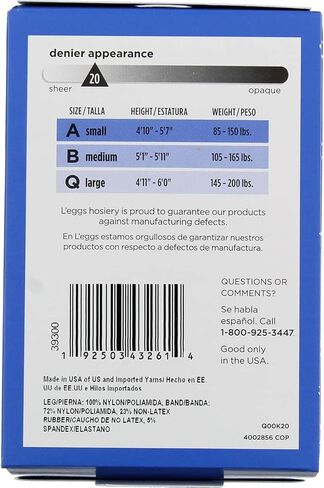 denier appearance
20
sheer opaque
SIZE / TALLA HEIGHT/ESTATURA WEIGHT/PESO
A small 4'10" - 5'7" 85 - 150 lbs.
B medium 5'1" - 5'11" 105 - 165 lbs.
Q large 4'11" - 6'0" 145 - 200 lbs.
L'eggs hosiery is proud to guarantee our products
against manufacturing defects.
En L'eggs estamos orgullosos de garantizar nuestros
productos con respecto a defectos de manufactura.
QUESTIONS OR
COMMENTS?
Se habla
español. Call
1-800-925-3447.
Good only
in the USA.
39300
1 92503 43261 4
Made in USA of US and Imported Yarns/ Hecho en EE.
UU de EE.UU e Hilos Importados
LEG/PIERNA: 100% NYLON/POLIAMIDA, BAND/BANDA:
72% NYLON/POLIAMIDA, 23% NON-LATEX
RUBBER/CAUCHO DE NO LATEX, 5%
SPANDEX/ELASTANO
Q00K20
4002856 COP